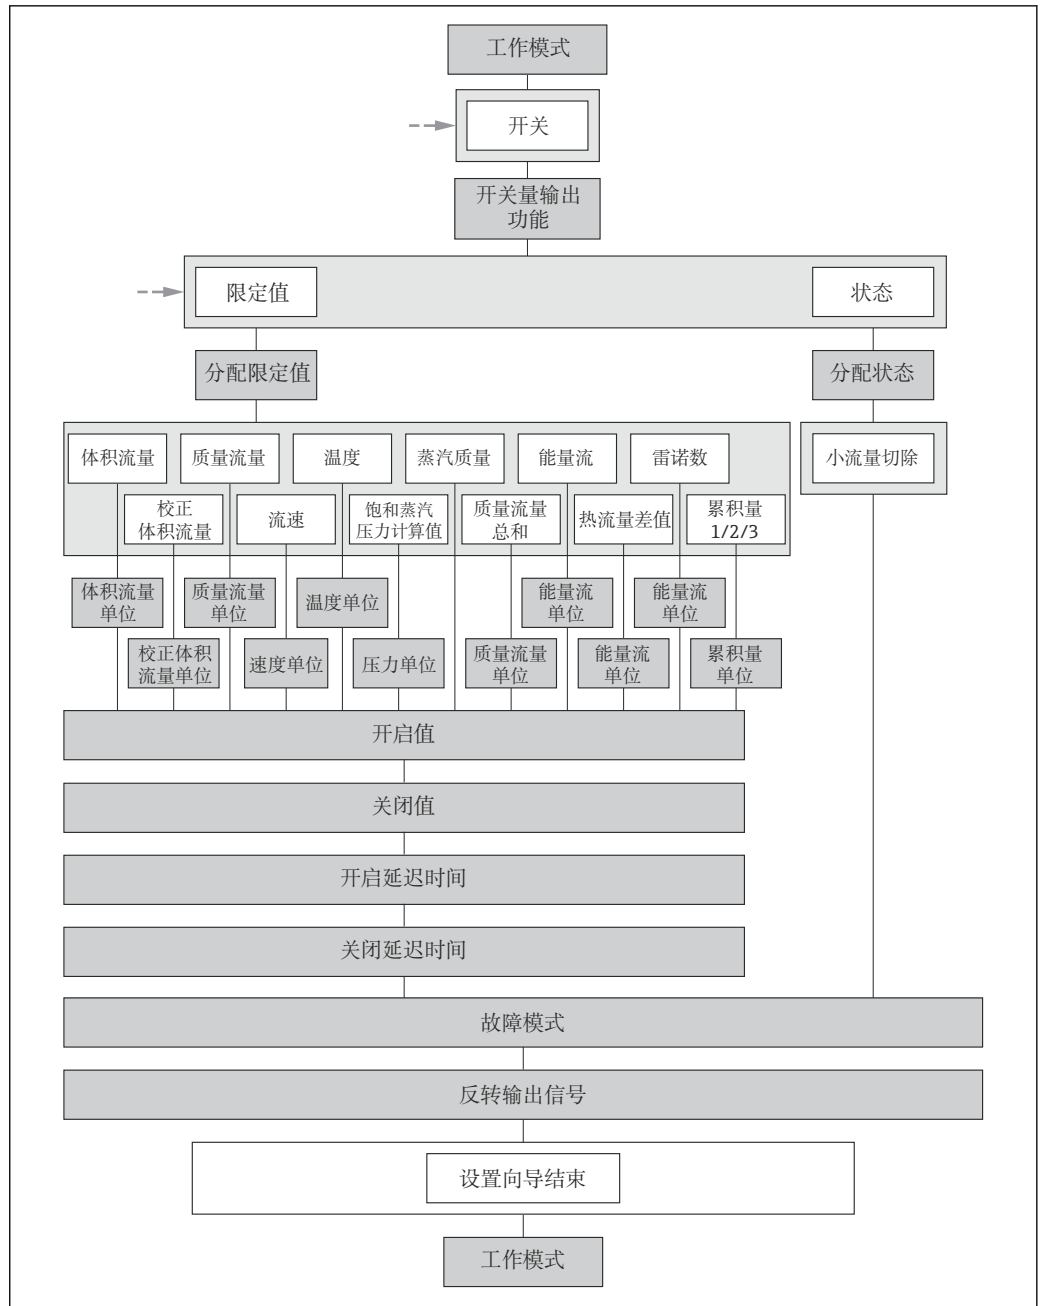 工作模式
开关
开关量输出
功能
限定值
状态
分配限定值
分配状态
体积流量
质量流量
温度
蒸汽质量
能量流
雷诺数
小流量切除
校正
体积流量
流速
饱和蒸汽
压力计算值
质量流量
总和
热流量差值
累积量
1/2/3
体积流量
单位
质量流量
单位
温度单位
能量流
单位
能量流
单位
校正体积
流量单位
速度单位
压力单位
质量流量
单位
能量流
单位
累积量
单位
开启值
关闭值
开启延迟时间
关闭延迟时间
故障模式
反转输出信号
设置向导结束
工作模式